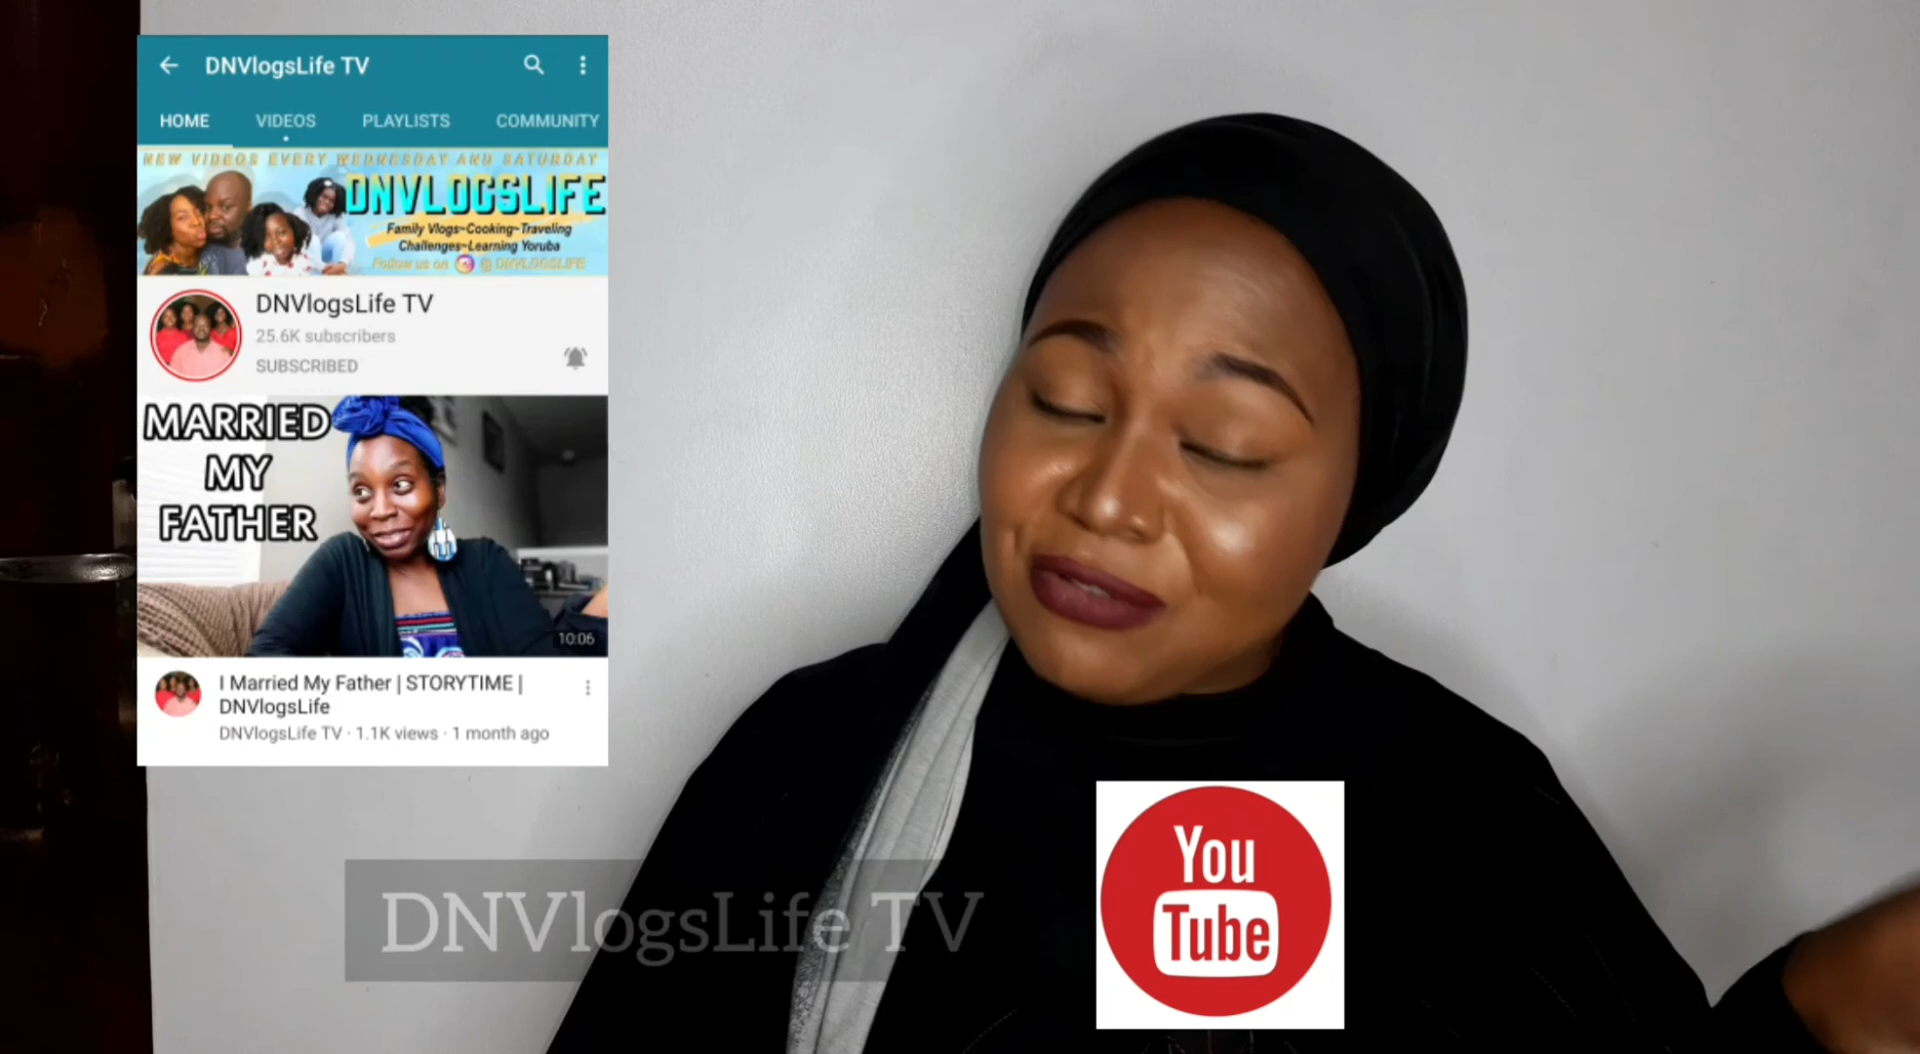 DNVlogsLife TV
HOME VIDEOS PLAYLISTS COMMUNITY
NEW VIDEOS EVERY WEDNESDAY AND SATURDAY
DNVLOGSLIFE
Family Vlogs~Cooking~Traveling
Challenges~Learning Yoruba
Follow us on @ DNVLOGSLIFE
DNVlogsLife TV
25.6K subscribers
SUBSCRIBED
MARRIED
MY
FATHER
10:06
I Married My Father | STORYTIME |
DNVlogsLife
DNVlogsLife TV · 1.1K views · 1 month ago
You
Tube
DNVlogsLife TV